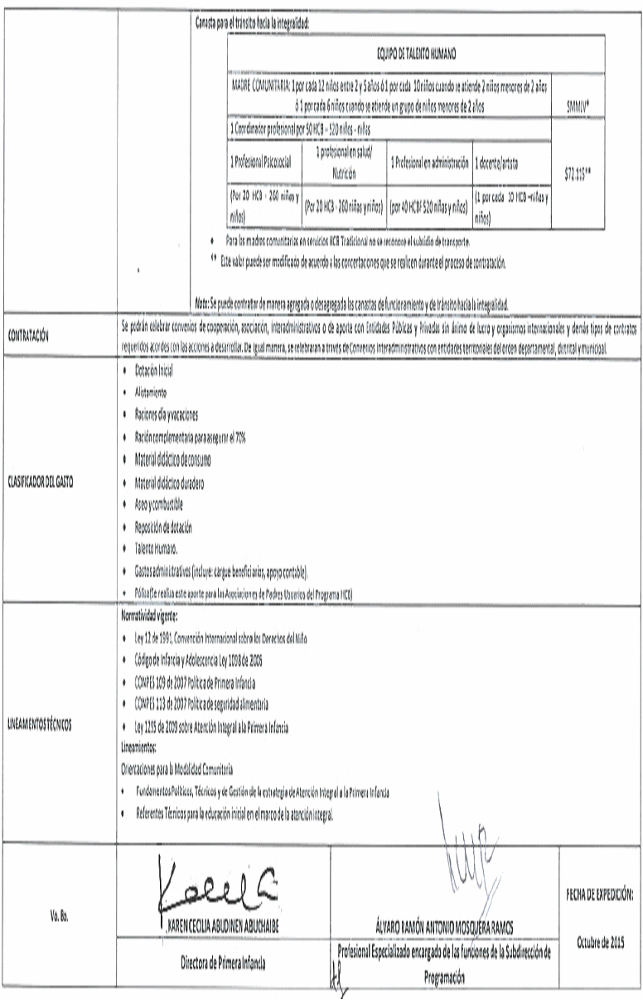 Canasta para el tránsito hacia la integralidad:
EQUIPO DE TALENTO HUMANO
MADRE COMUNITARIA: 1 por cada 12 niños entre 2 y 5 años ó 1 por cada 10 niños cuando se atiende 2 niños menores de 2 años
ó 1 por cada 6 niños cuando se atiende un grupo de niños menores de 2 años
SMMLV*
1 Coordinador profesional por 50 HCB – 520 niños - niñas
1 Profesional Psicosocial
1 profesional en salud/
Nutrición
1 Profesional en administración
1 docente/artista
$72.115**
(Por 20 HCB - 260 niñas y
niños)
(Por 20 HCB - 260 niñas y niños)
(por 40 HCBF 520 niñas y niños)
(1 por cada 10 HCB –niñas y
niños)
• Para las madres comunitarias en servicios HCB Tradicional no se reconoce el subsidio de transporte.
** Este valor puede ser modificado de acuerdo a las concertaciones que se realicen durante el proceso de contratación.
Nota: Se puede contratar de manera agregada o desagregada las canastas de funcionamiento y de tránsito hacia la integralidad.
CONTRATACIÓN
Se podrán celebrar convenios de cooperación, asociación, interadministrativos o de aporte con Entidades Públicas y Privadas sin ánimo de lucro y organismos internacionales y demás tipos de contratos
requeridos acordes con las acciones a desarrollar. De igual manera, se celebraran a través de Convenios Interadministrativos con entidades territoriales del orden departamental, distrital y municipal.
CLASIFICADOR DEL GASTO
• Dotación Inicial
• Alistamiento
• Raciones día y vacaciones
• Ración complementaria para asegurar el 70%
• Material didáctico de consumo
• Material didáctico duradero
• Aseo y combustible
• Reposición de dotación
• Talento Humano.
• Gastos administrativos (incluye: cargue beneficiarios, apoyo contable).
• Póliza(Se realiza este aporte para las Asociaciones de Padres Usuarios del Programa HCB)
LINEAMIENTOS TÉCNICOS
Normatividad vigente:
• Ley 12 de 1991, Convención Internacional sobre los Derechos del Niño
• Código de Infancia y Adolescencia Ley 1098 de 2006
• CONPES 109 de 2007 Política de Primera Infancia
• CONPES 113 de 2007 Política de seguridad alimentaria
• Ley 1295 de 2009 sobre Atención Integral a la Primera Infancia
Lineamientos:
Orientaciones para la Modalidad Comunitaria
• Fundamentos Políticos, Técnicos y de Gestión de la estrategia de Atención Integral a la Primera Infancia
• Referentes Técnicos para la educación inicial en el marco de la atención integral.
Vo. Bo.
KAREN CECILIA ABUDINEN ABUCHAIBE
Directora de Primera Infancia
ÁLVARO RAMÓN ANTONIO MOSQUERA RAMOS
Profesional Especializado encargado de las funciones de la Subdirección de
Programación
FECHA DE EXPEDICIÓN:
Octubre de 2015